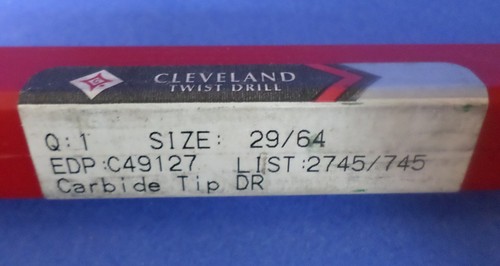 CLEVELAND
TWIST DRILL
Q:1 SIZE: 29/64
EDP:C49127 LIST:2745/745
Carbide Tip DR